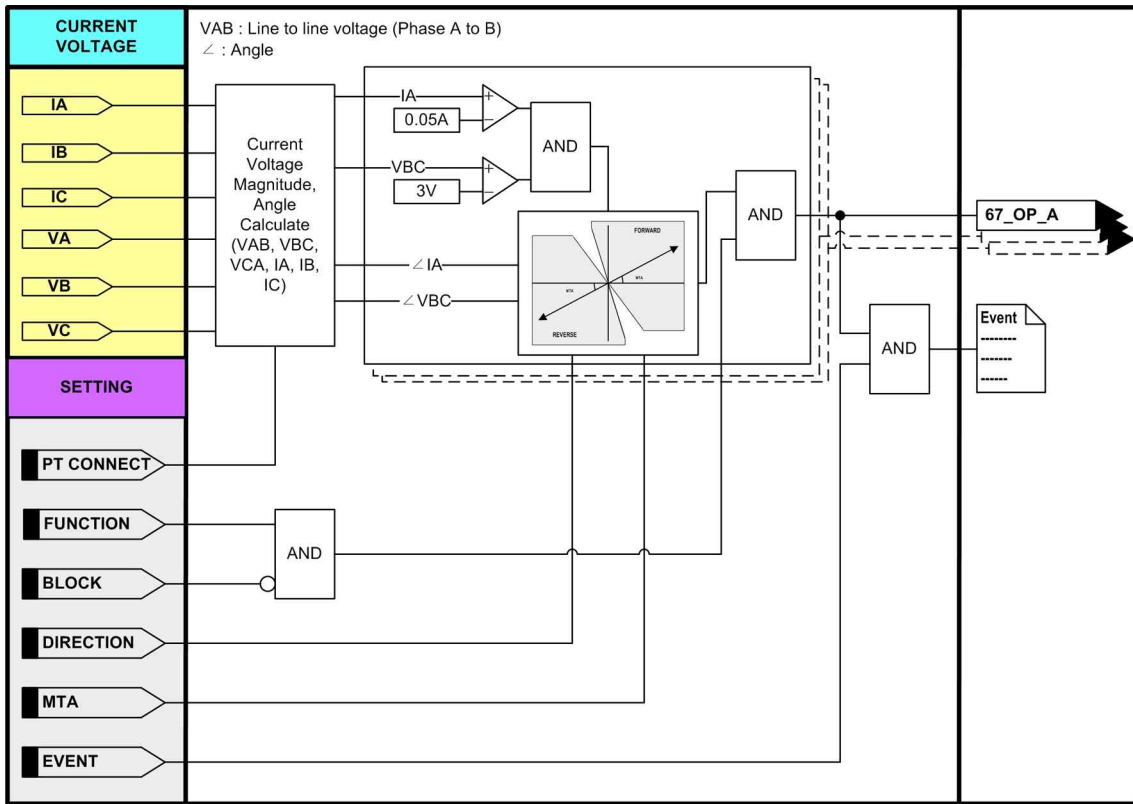 CURRENT
VOLTAGE
VAB : Line to line voltage (Phase A to B)
∠ : Angle
IA
IB
IC
VA
VB
VC
Current
Voltage
Magnitude,
Angle
Calculate
(VAB, VBC,
VCA, IA, IB,
IC)
IA
0.05A
VBC
3V
+
−
+
−
AND
∠IA
∠VBC
FORWARD
MTA
MTA
REVERSE
AND
67_OP_A
AND
Event
--------
-------
------
SETTING
PT CONNECT
FUNCTION
BLOCK
AND
DIRECTION
MTA
EVENT